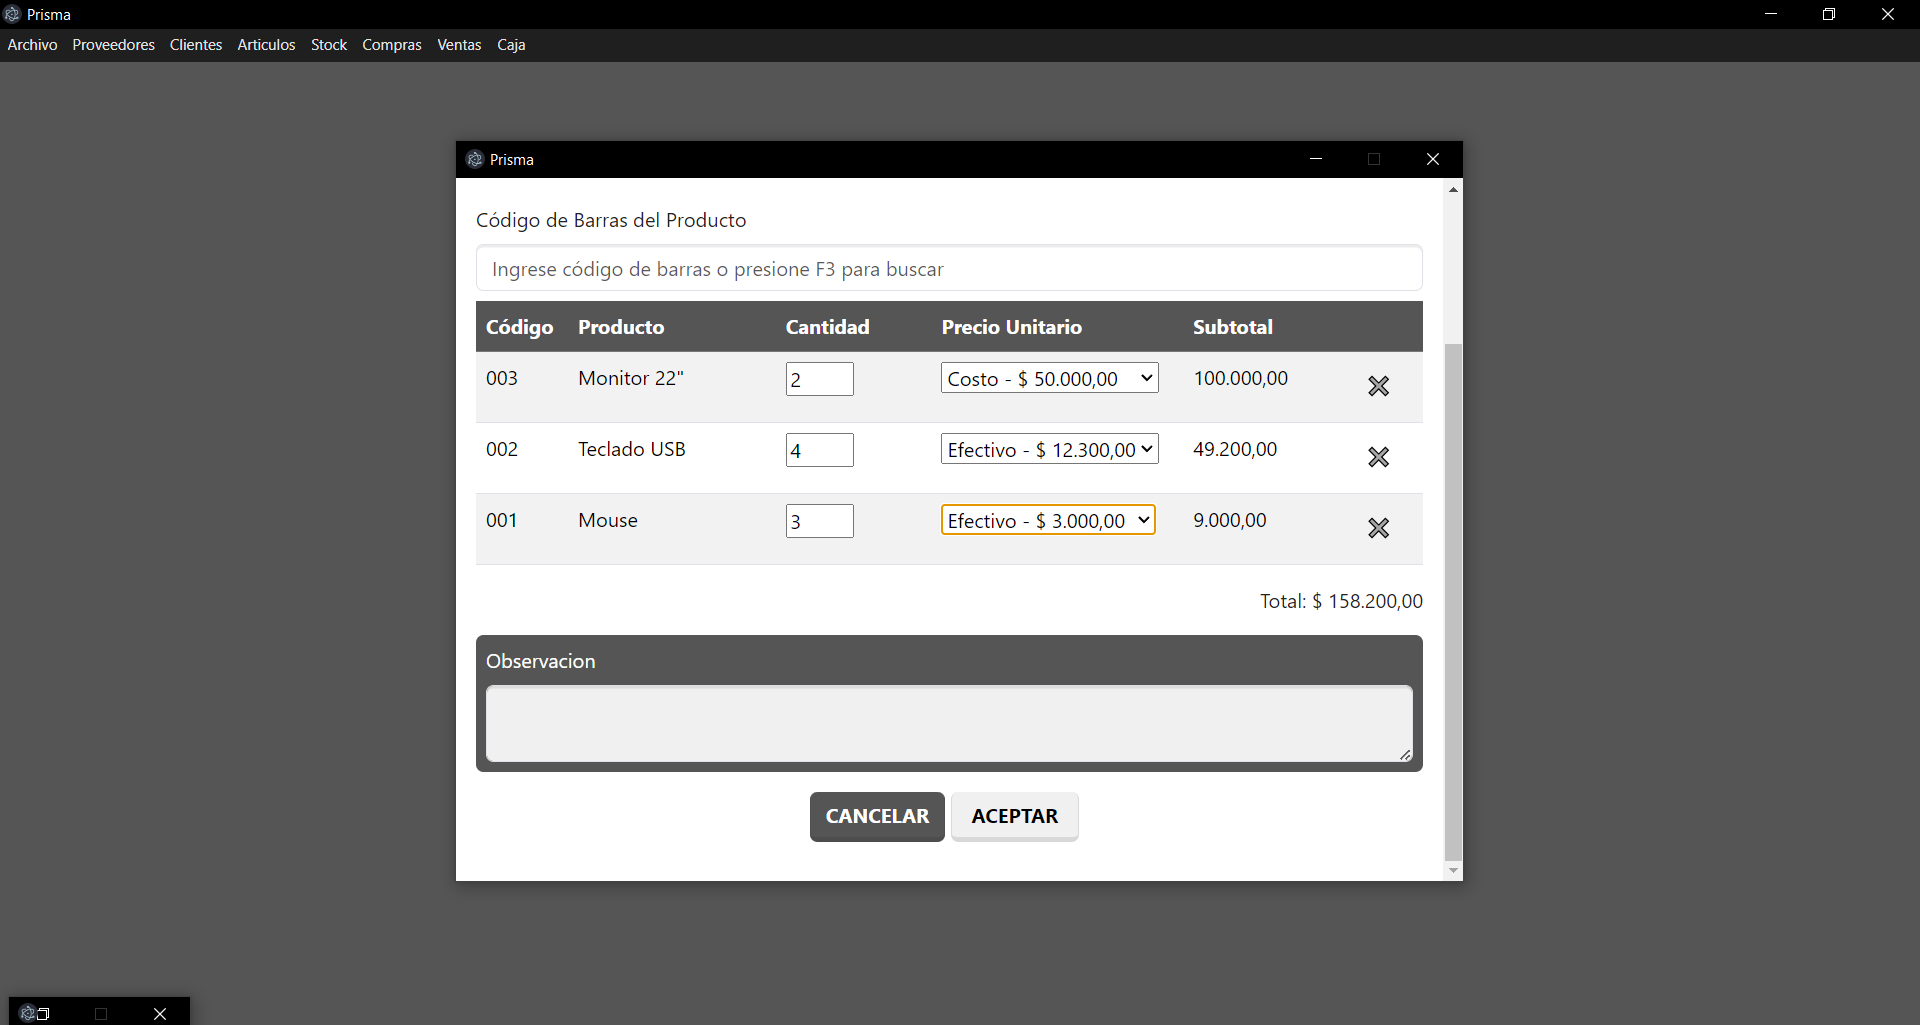 Prisma
Archivo Proveedores Clientes Articulos Stock Compras Ventas Caja
Prisma
Código de Barras del Producto
Ingrese código de barras o presione F3 para buscar
Código Producto Cantidad Precio Unitario Subtotal
003 Monitor 22" 2 Costo - $ 50.000,00 100.000,00
002 Teclado USB 4 Efectivo - $ 12.300,00 49.200,00
001 Mouse 3 Efectivo - $ 3.000,00 9.000,00
Total: $ 158.200,00
Observacion
CANCELAR ACEPTAR